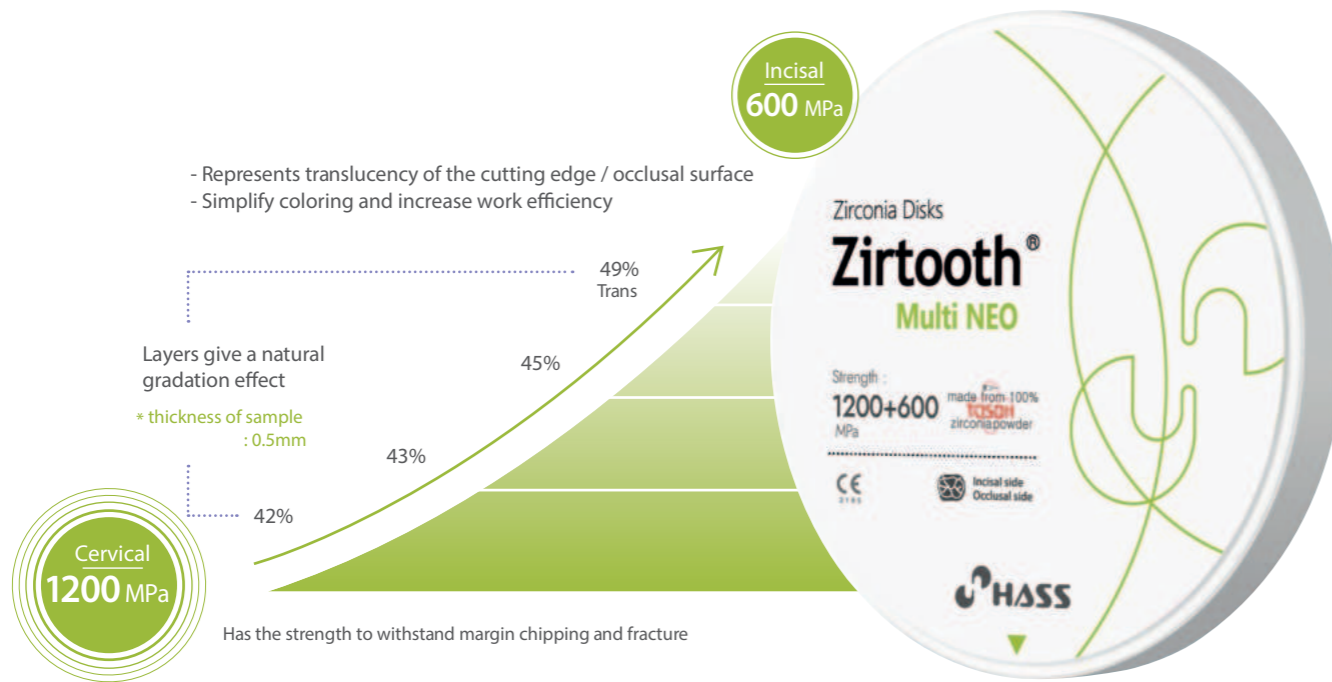 Incisal
600 MPa
- Represents translucency of the cutting edge / occlusal surface
- Simplify coloring and increase work efficiency
49%
Trans
45%
Layers give a natural
gradation effect
* thickness of sample
: 0.5mm
43%
42%
Cervical
1200 MPa
Has the strength to withstand margin chipping and fracture
Zirconia Disks
Zirtooth®
Multi NEO
Strength :
1200+600
MPa
made from 100%
TOSOH
zirconia powder
CE
Incisal side
Occlusal side
HASS